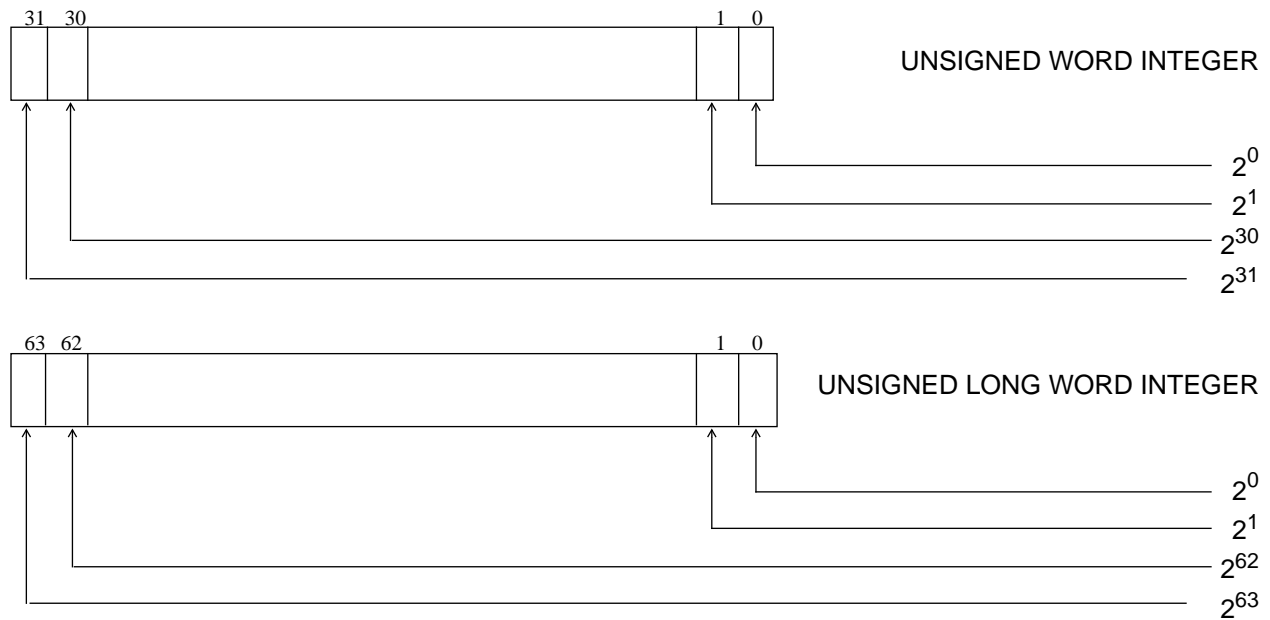 31 30 1 0
UNSIGNED WORD INTEGER
2⁰
2¹
2³⁰
2³¹
63 62 1 0
UNSIGNED LONG WORD INTEGER
2⁰
2¹
2⁶²
2⁶³